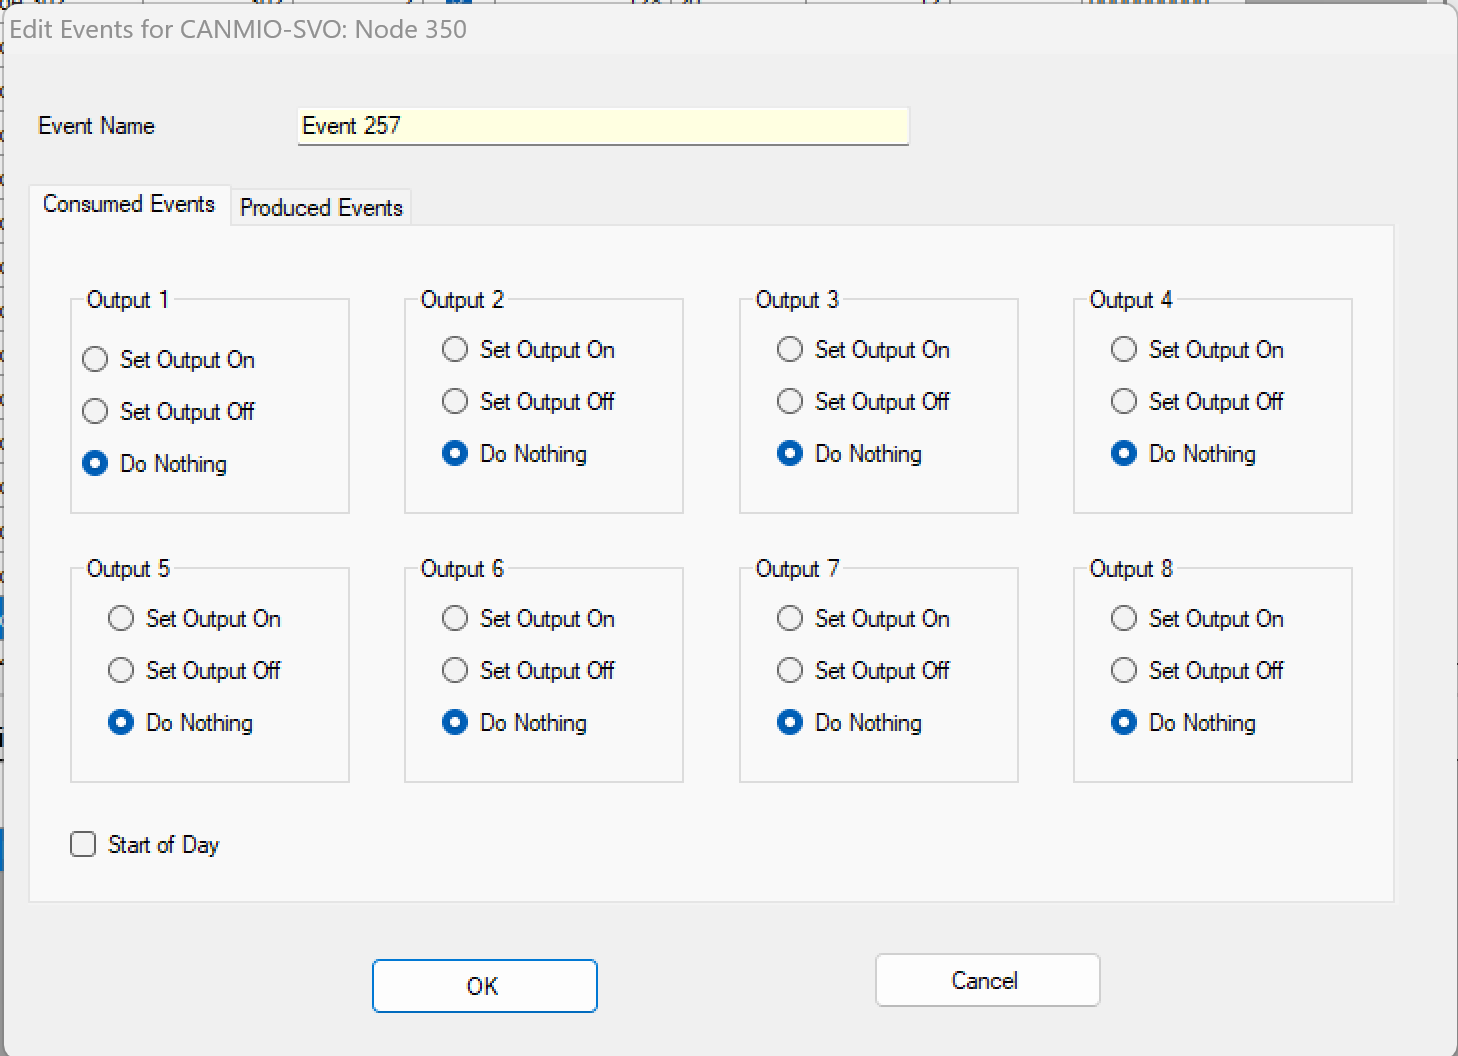 Edit Events for CANMIO-SVO: Node 350
Event Name
Event 257
Consumed Events
Produced Events
Output 1
Set Output On
Set Output Off
Do Nothing
Output 2
Set Output On
Set Output Off
Do Nothing
Output 3
Set Output On
Set Output Off
Do Nothing
Output 4
Set Output On
Set Output Off
Do Nothing
Output 5
Set Output On
Set Output Off
Do Nothing
Output 6
Set Output On
Set Output Off
Do Nothing
Output 7
Set Output On
Set Output Off
Do Nothing
Output 8
Set Output On
Set Output Off
Do Nothing
Start of Day
OK
Cancel